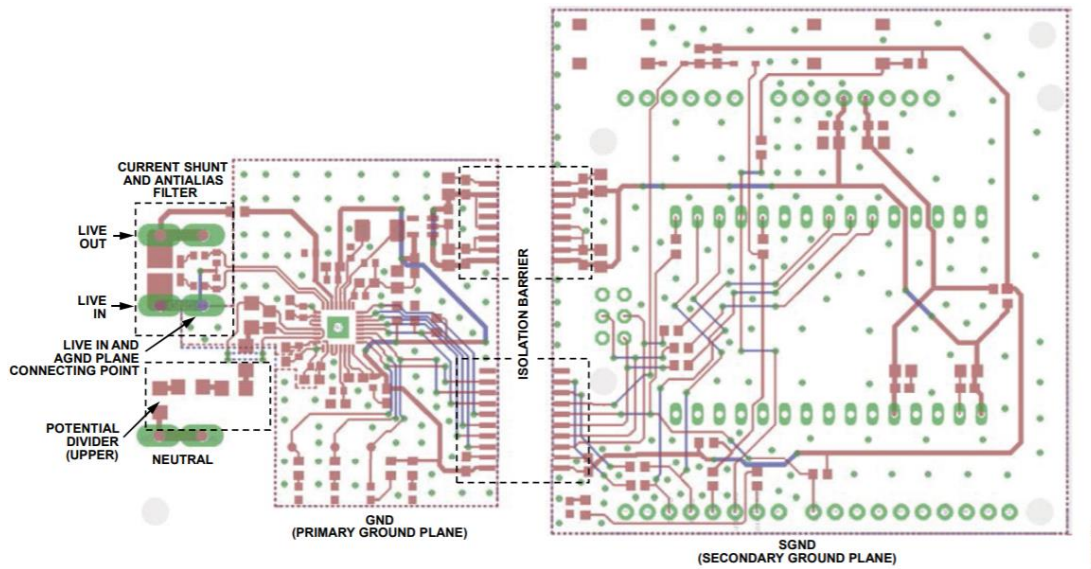 CURRENT SHUNT
AND ANTIALIAS
FILTER
LIVE
OUT
LIVE
IN
LIVE IN AND
AGND PLANE
CONNECTING POINT
POTENTIAL
DIVIDER
(UPPER)
NEUTRAL
ISOLATION BARRIER
GND
(PRIMARY GROUND PLANE)
SGND
(SECONDARY GROUND PLANE)